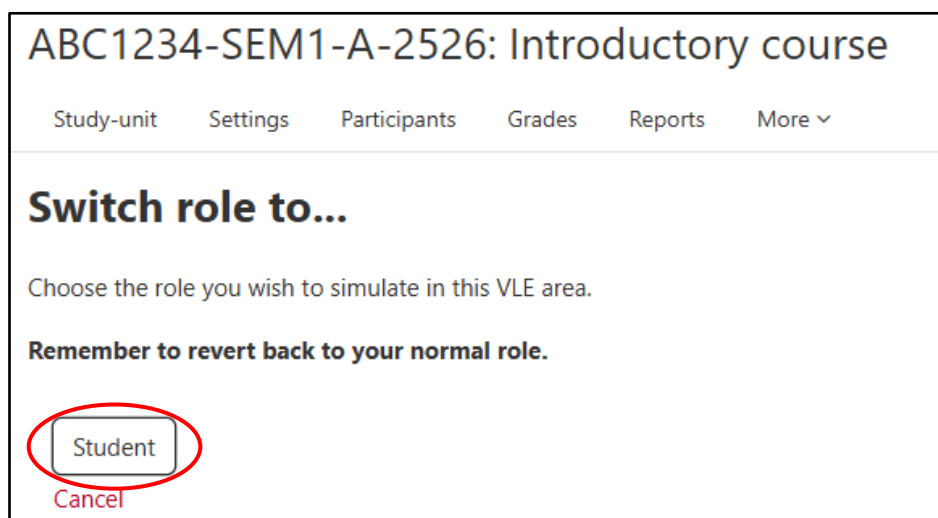 ABC1234-SEM1-A-2526: Introductory course
Study-unit Settings Participants Grades Reports More
Switch role to...
Choose the role you wish to simulate in this VLE area.
Remember to revert back to your normal role.
Student
Cancel